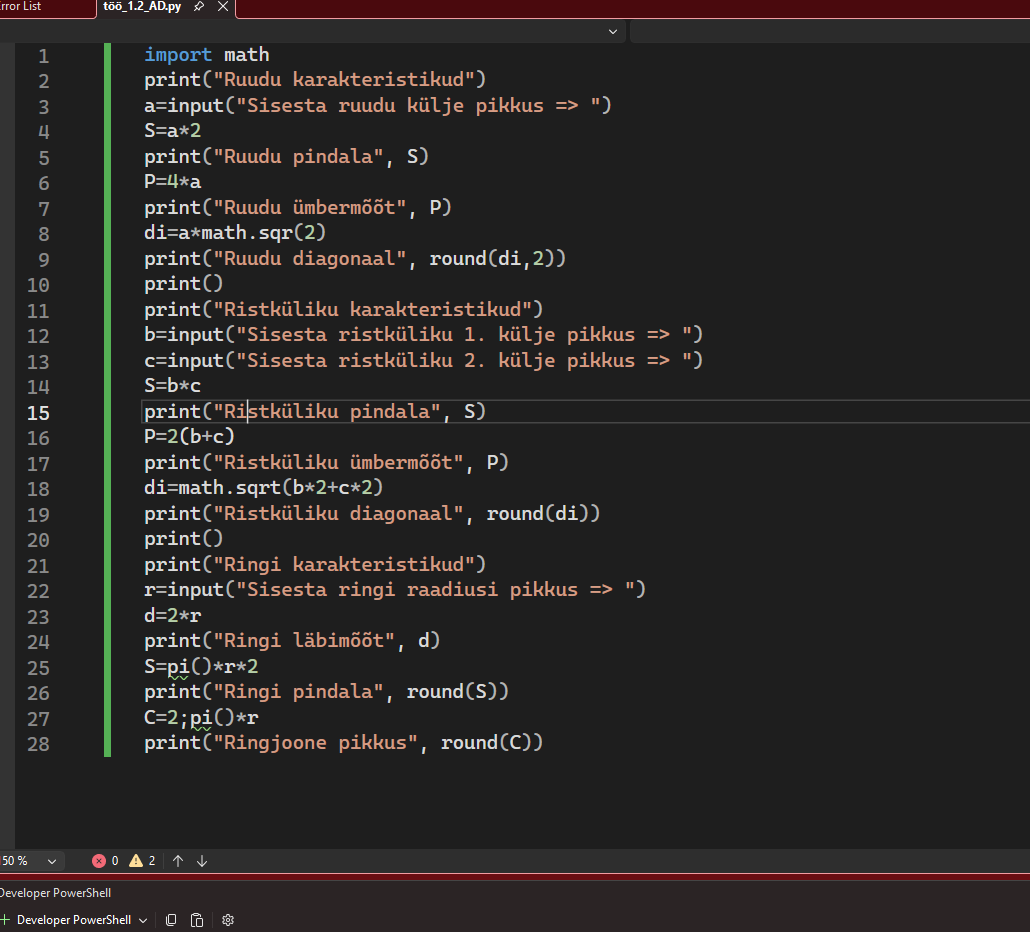 rror List
töö_1.2_AD.py
1 import math
2 print("Ruudu karakteristikud")
3 a=input("Sisesta ruudu külje pikkus => ")
4 S=a*2
5 print("Ruudu pindala", S)
6 P=4*a
7 print("Ruudu ümbermõõt", P)
8 di=a*math.sqr(2)
9 print("Ruudu diagonaal", round(di,2))
10 print()
11 print("Ristküliku karakteristikud")
12 b=input("Sisesta ristküliku 1. külje pikkus => ")
13 c=input("Sisesta ristküliku 2. külje pikkus => ")
14 S=b*c
15 print("Ristküliku pindala", S)
16 P=2(b+c)
17 print("Ristküliku ümbermõõt", P)
18 di=math.sqrt(b*2+c*2)
19 print("Ristküliku diagonaal", round(di))
20 print()
21 print("Ringi karakteristikud")
22 r=input("Sisesta ringi raadiusi pikkus => ")
23 d=2*r
24 print("Ringi läbimõõt", d)
25 S=pi()*r*2
26 print("Ringi pindala", round(S))
27 C=2;pi()*r
28 print("Ringjoone pikkus", round(C))
50 % 0 2
Developer PowerShell
Developer PowerShell